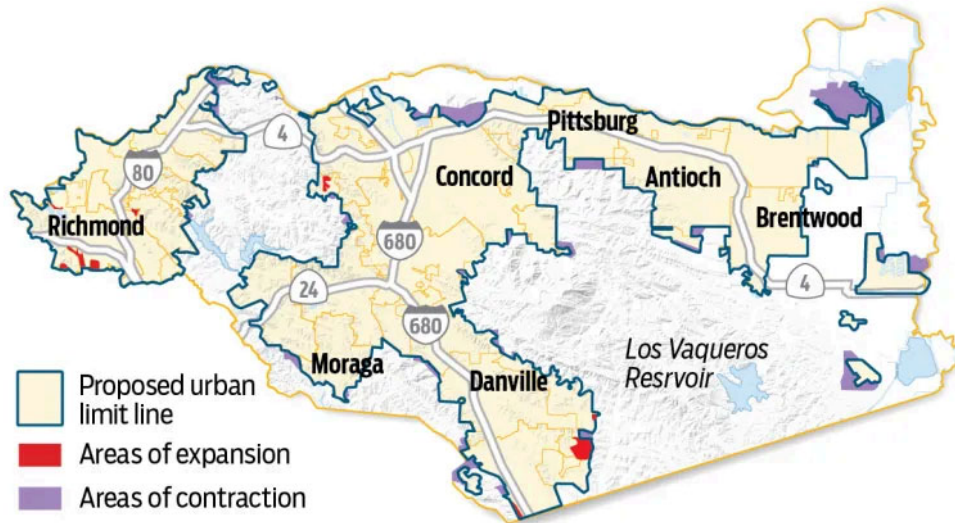 4
Pittsburg
80
Concord
Antioch
Richmond
Brentwood
680
24
4
680
Moraga
Danville
Los Vaqueros
Resrvoir
Proposed urban
limit line
Areas of expansion
Areas of contraction